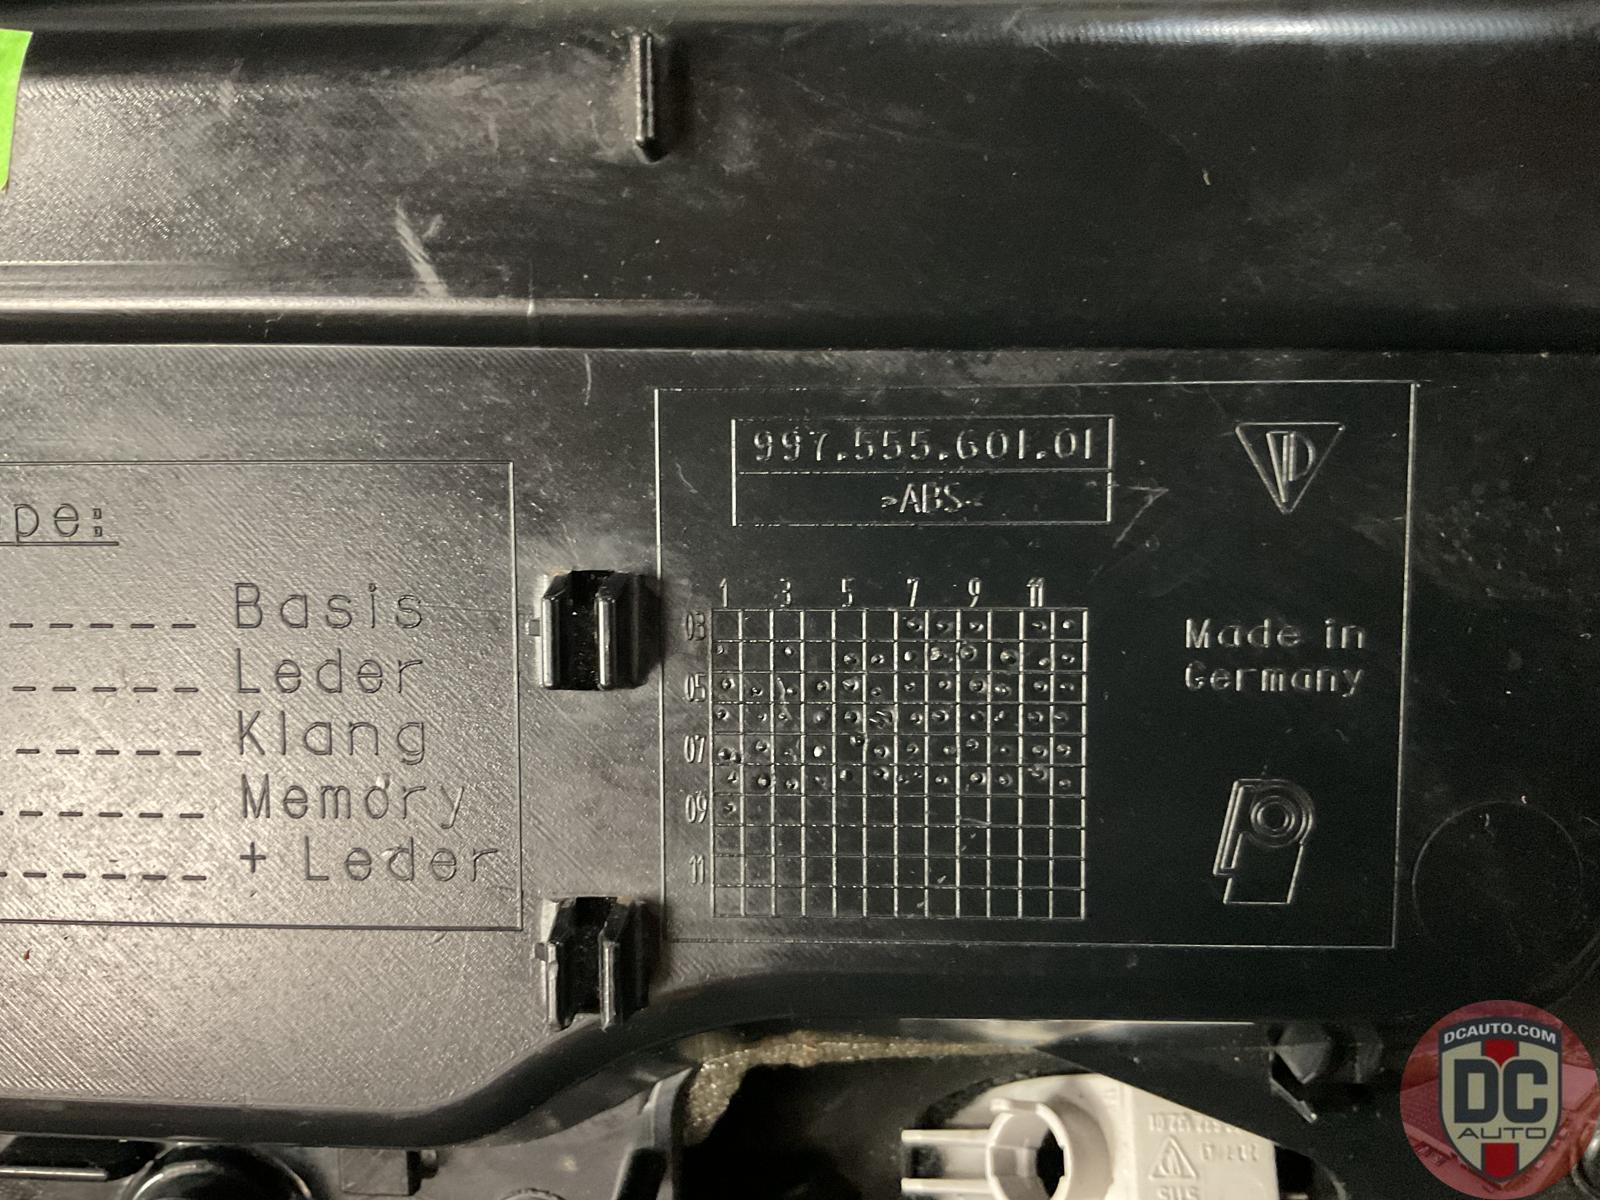 997.555.601.01
>ABS<
1 3 5 7 9 11
03
05
07
09
11
Made in
Germany
pe:
Basis
Leder
Klang
Memory
+ Leder
DCAUTO.COM
DC
AUTO